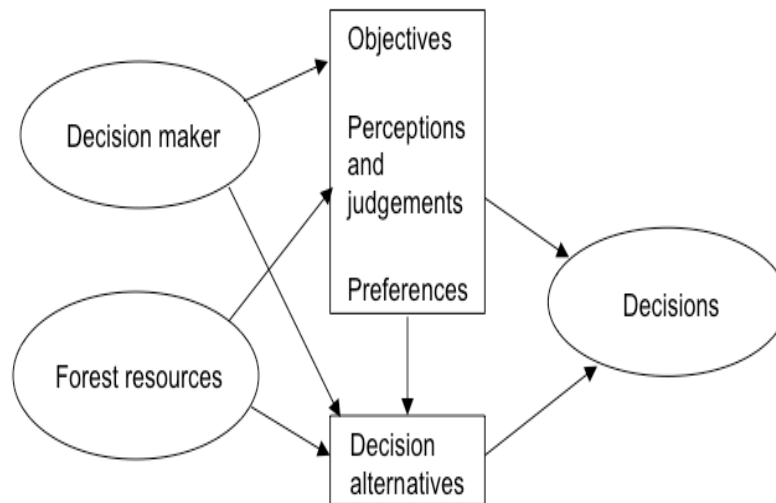 Objectives
Decision maker
Perceptions
and
judgements
Preferences
Decisions
Forest resources
Decision
alternatives